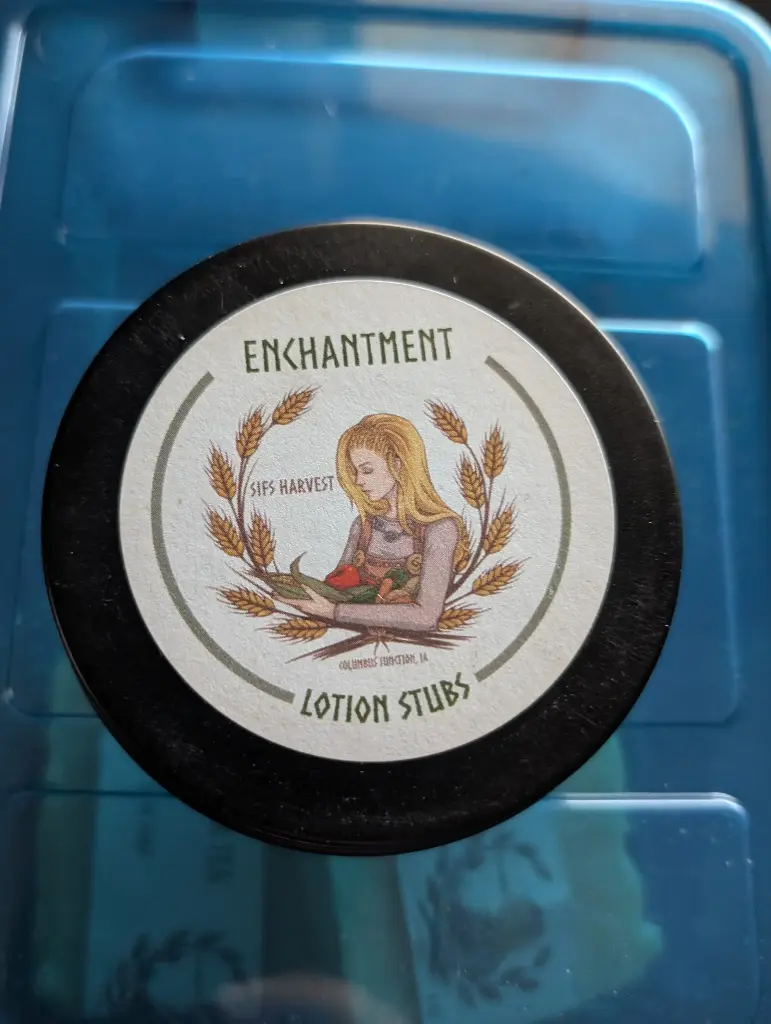 ENCHANTMENT
SIFS HARVEST
COLUMBUS JUNCTION, IA
LOTION STUBS